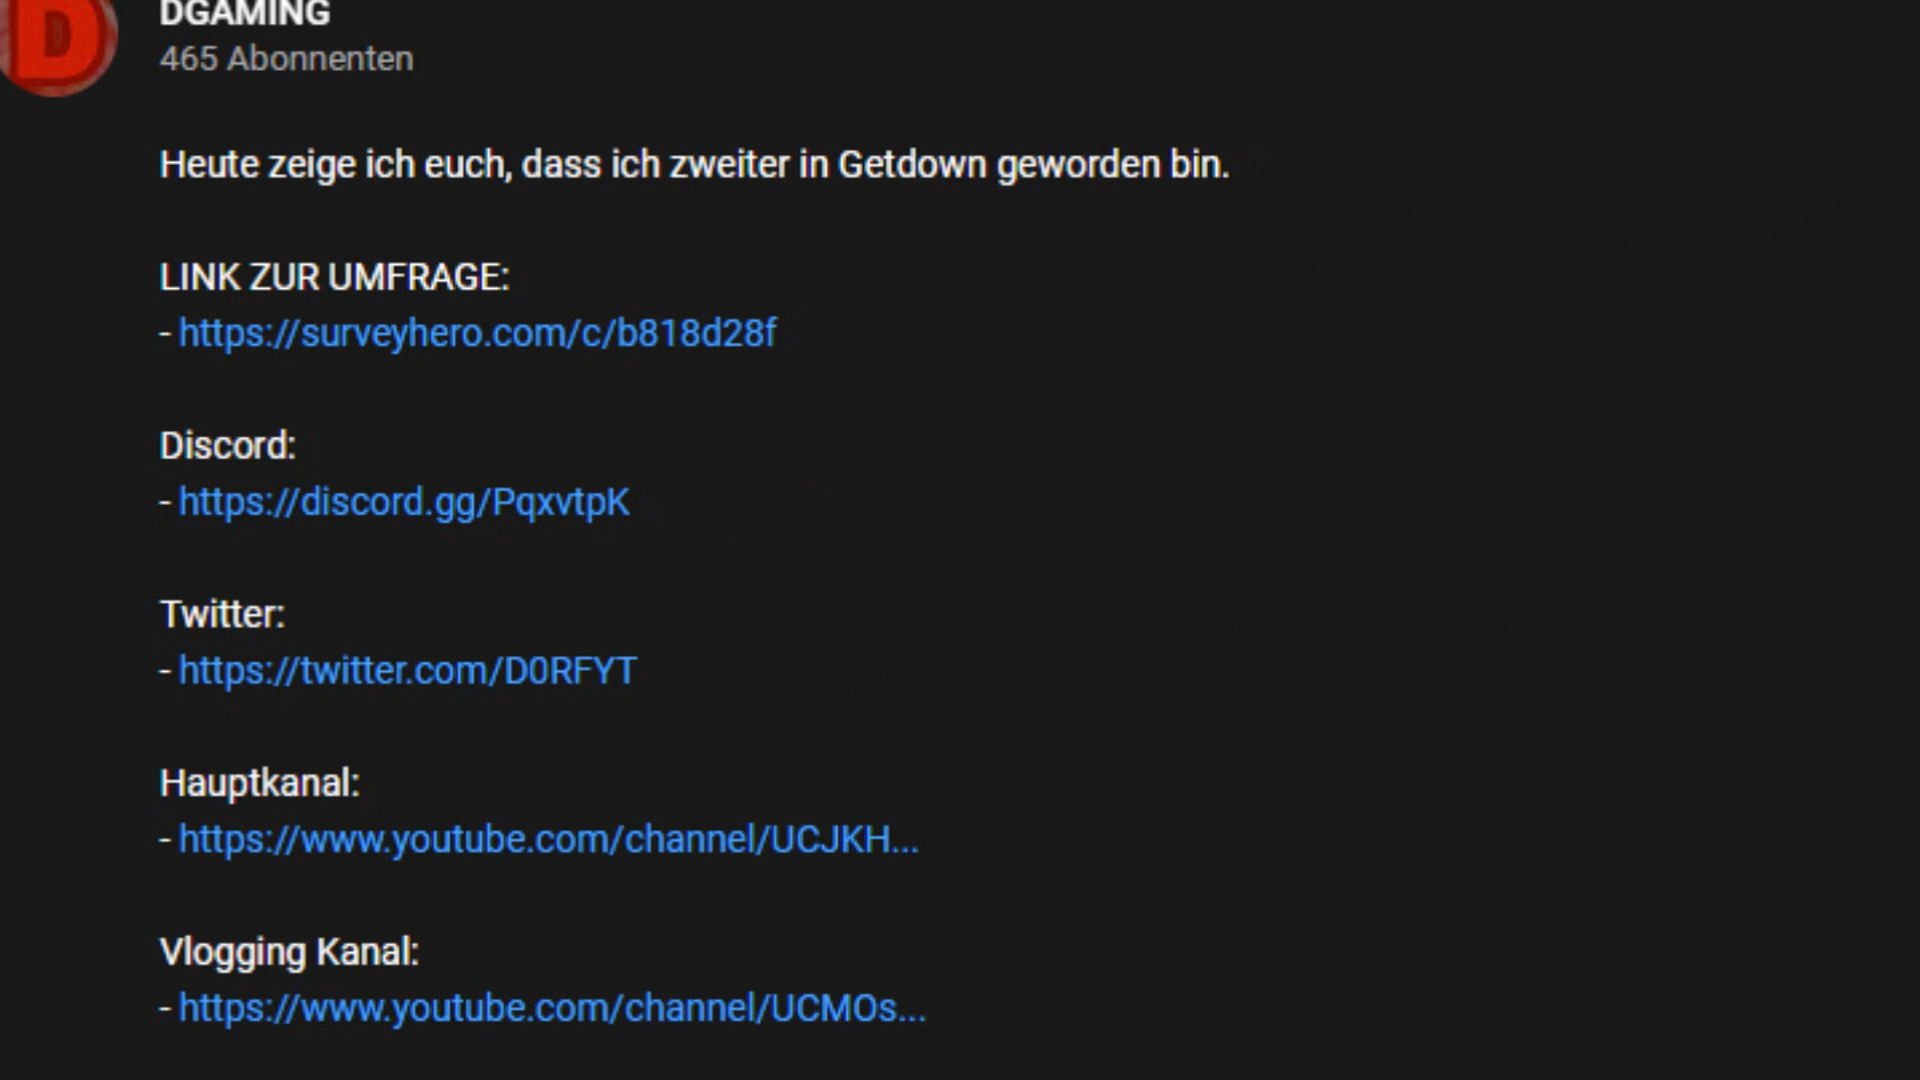 D
DGAMING
465 Abonnenten
Heute zeige ich euch, dass ich zweiter in Getdown geworden bin.
LINK ZUR UMFRAGE:
- https://surveyhero.com/c/b818d28f
Discord:
- https://discord.gg/PqxvtpK
Twitter:
- https://twitter.com/D0RFYT
Hauptkanal:
- https://www.youtube.com/channel/UCJKH...
Vlogging Kanal:
- https://www.youtube.com/channel/UCMOs...